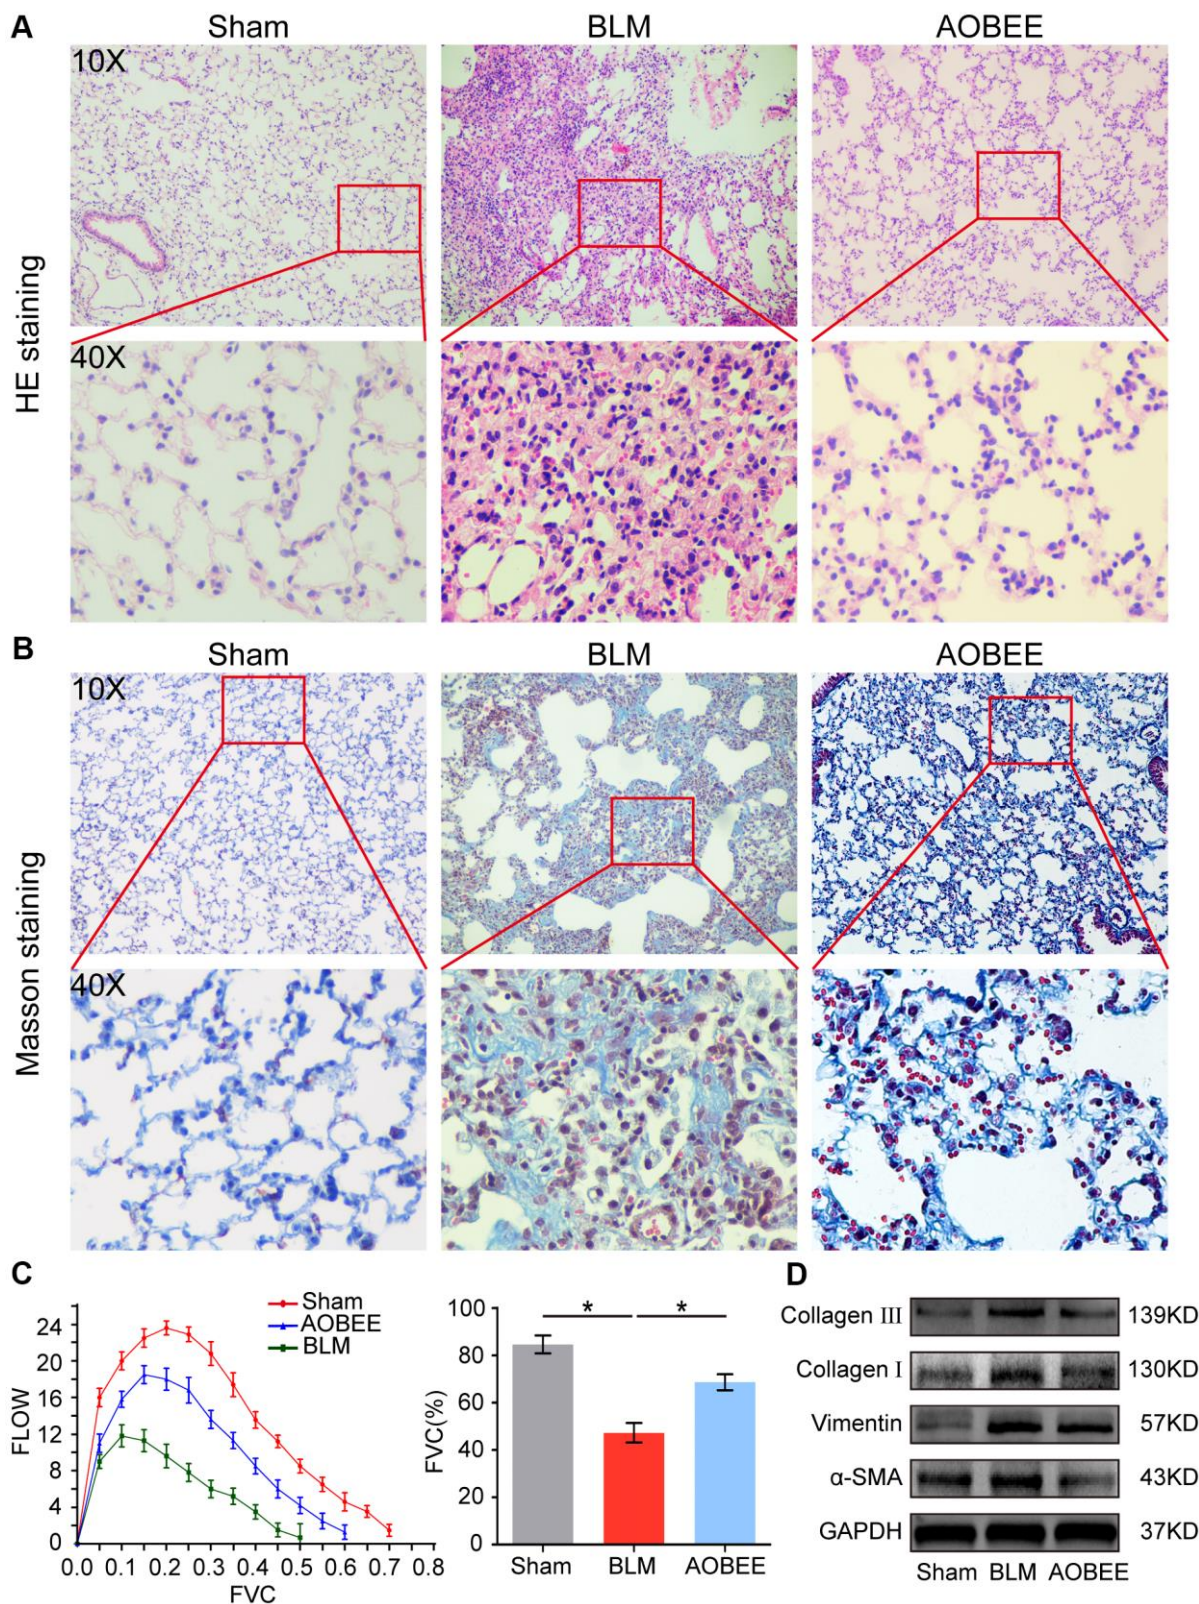 A
Sham
BLM
AOBEE
10X
HE staining
40X
B
Sham
BLM
AOBEE
10X
Masson staining
40X
C
Sham
AOBEE
BLM
FLOW
24
20
16
12
8
4
0
0.0 0.1 0.2 0.3 0.4 0.5 0.6 0.7 0.8
FVC
FVC(%)
100
80
60
40
20
0
* *
Sham BLM AOBEE
D
Collagen III 139KD
Collagen I 130KD
Vimentin 57KD
α-SMA 43KD
GAPDH 37KD
Sham BLM AOBEE